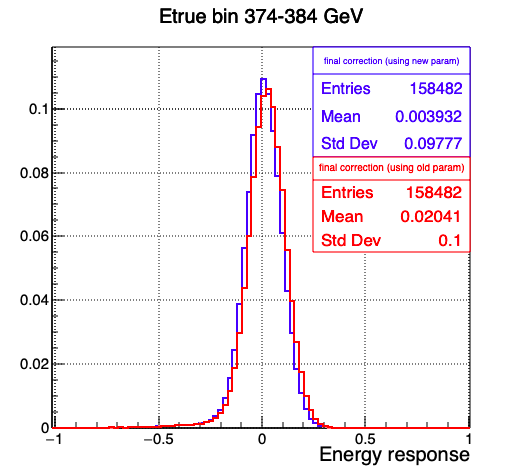 Etrue bin 374-384 GeV
final correction (using new param)
Entries 158482
Mean 0.003932
Std Dev 0.09777
final correction (using old param)
Entries 158482
Mean 0.02041
Std Dev 0.1
0.1
0.08
0.06
0.04
0.02
0
−1 −0.5 0 0.5 1
Energy response